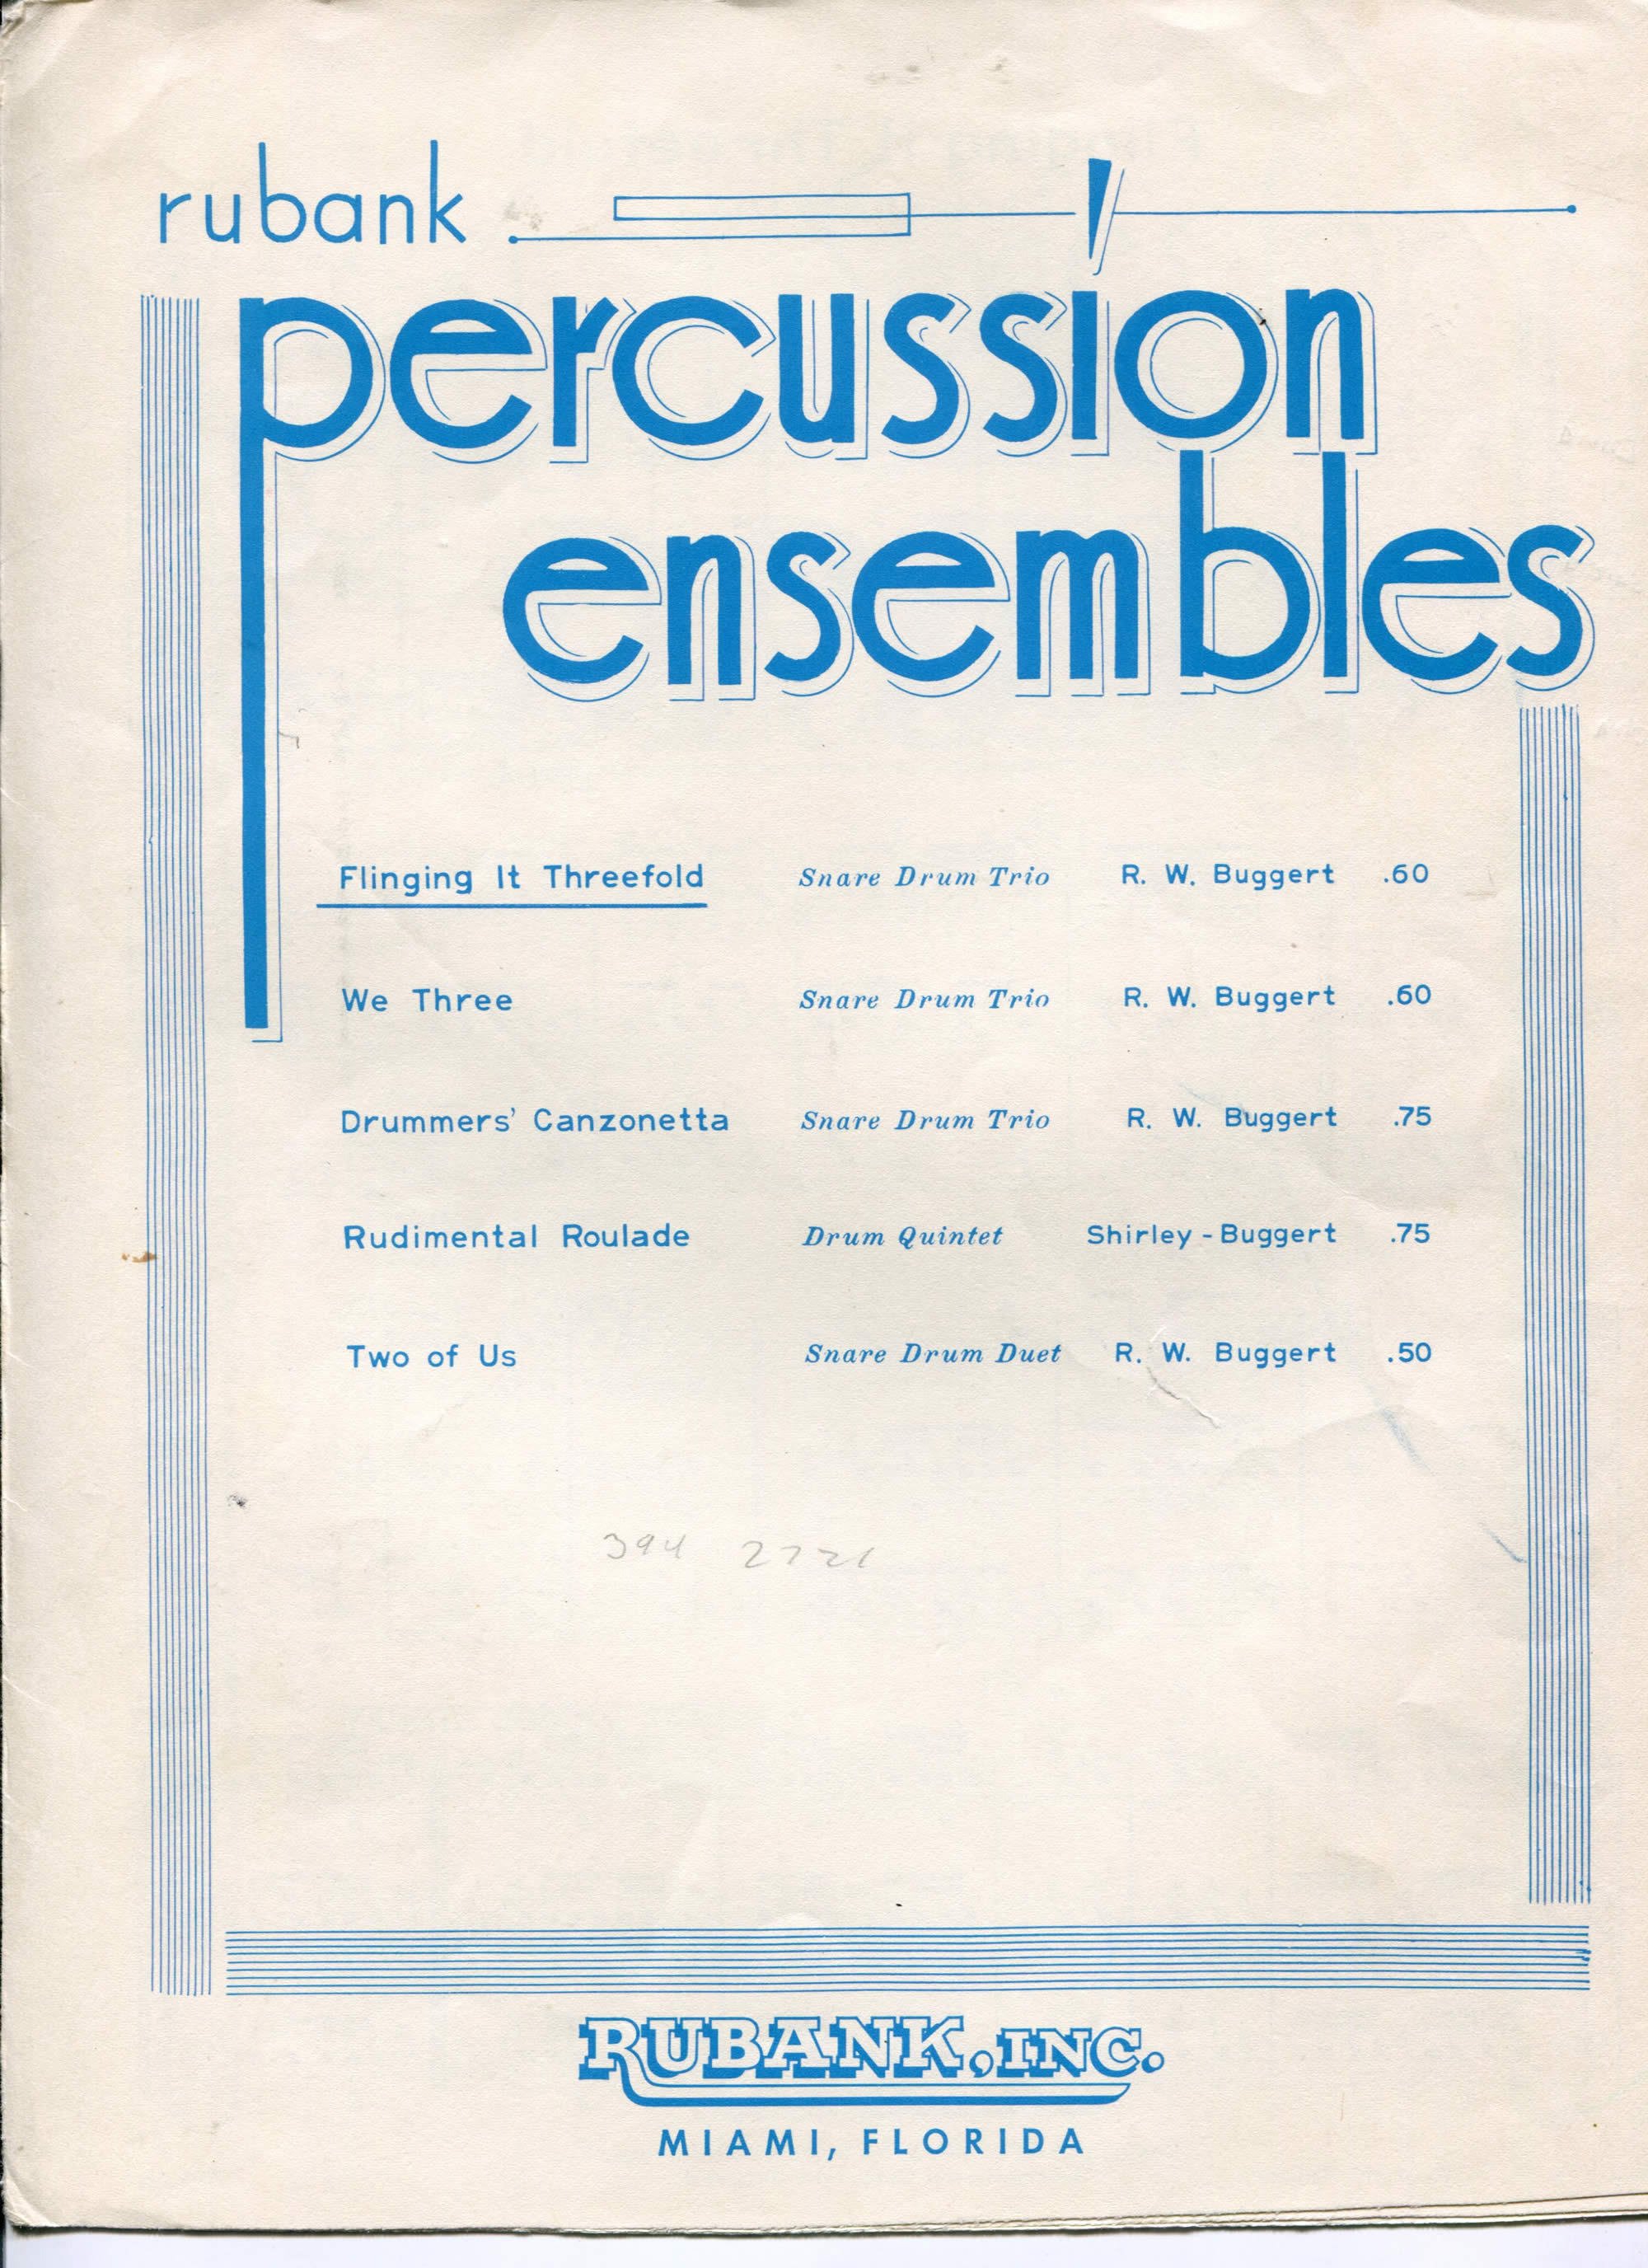 rubank
percussion
ensembles
Flinging It Threefold Snare Drum Trio R. W. Buggert .60
We Three Snare Drum Trio R. W. Buggert .60
Drummers' Canzonetta Snare Drum Trio R. W. Buggert .75
Rudimental Roulade Drum Quintet Shirley - Buggert .75
Two of Us Snare Drum Duet R. W. Buggert .50
394
RUBANK, INC.
MIAMI, FLORIDA